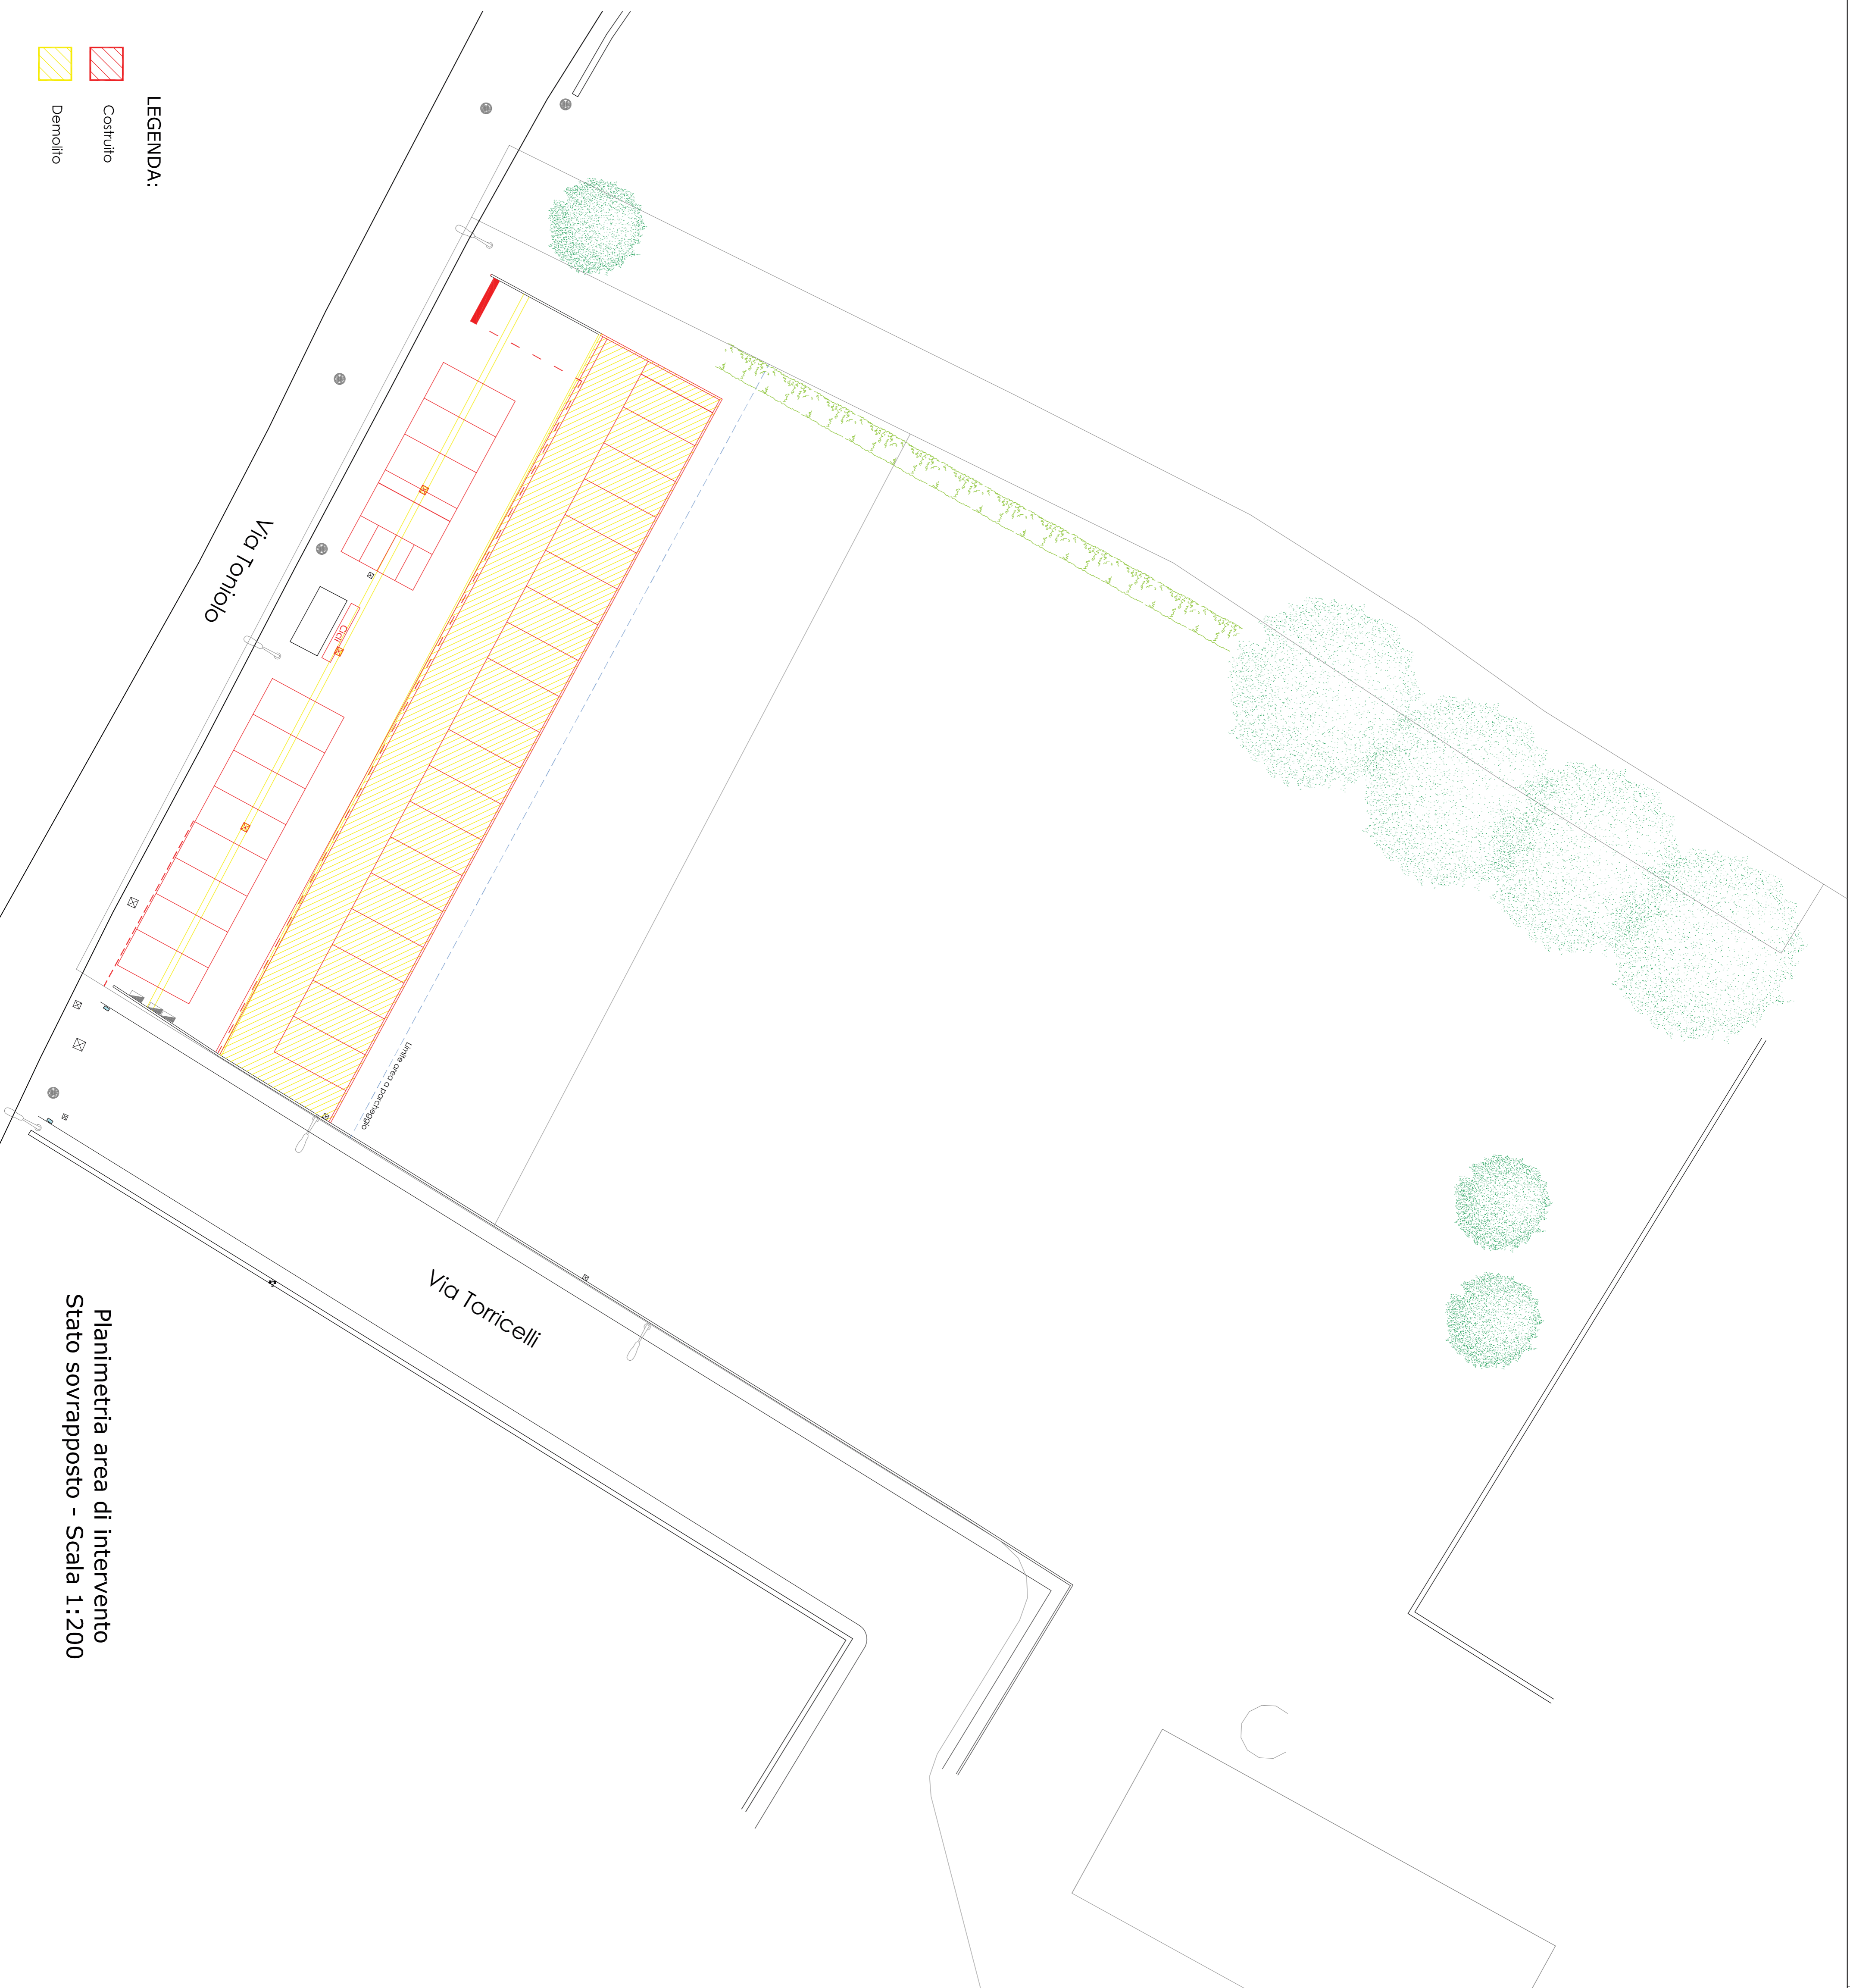 LEGENDA:
Costruito
Demolito
Via Toniolo
Cicli
Limite area a parcheggio
Via Torricelli
Planimetria area di intervento
Stato sovrapposto - Scala 1:200